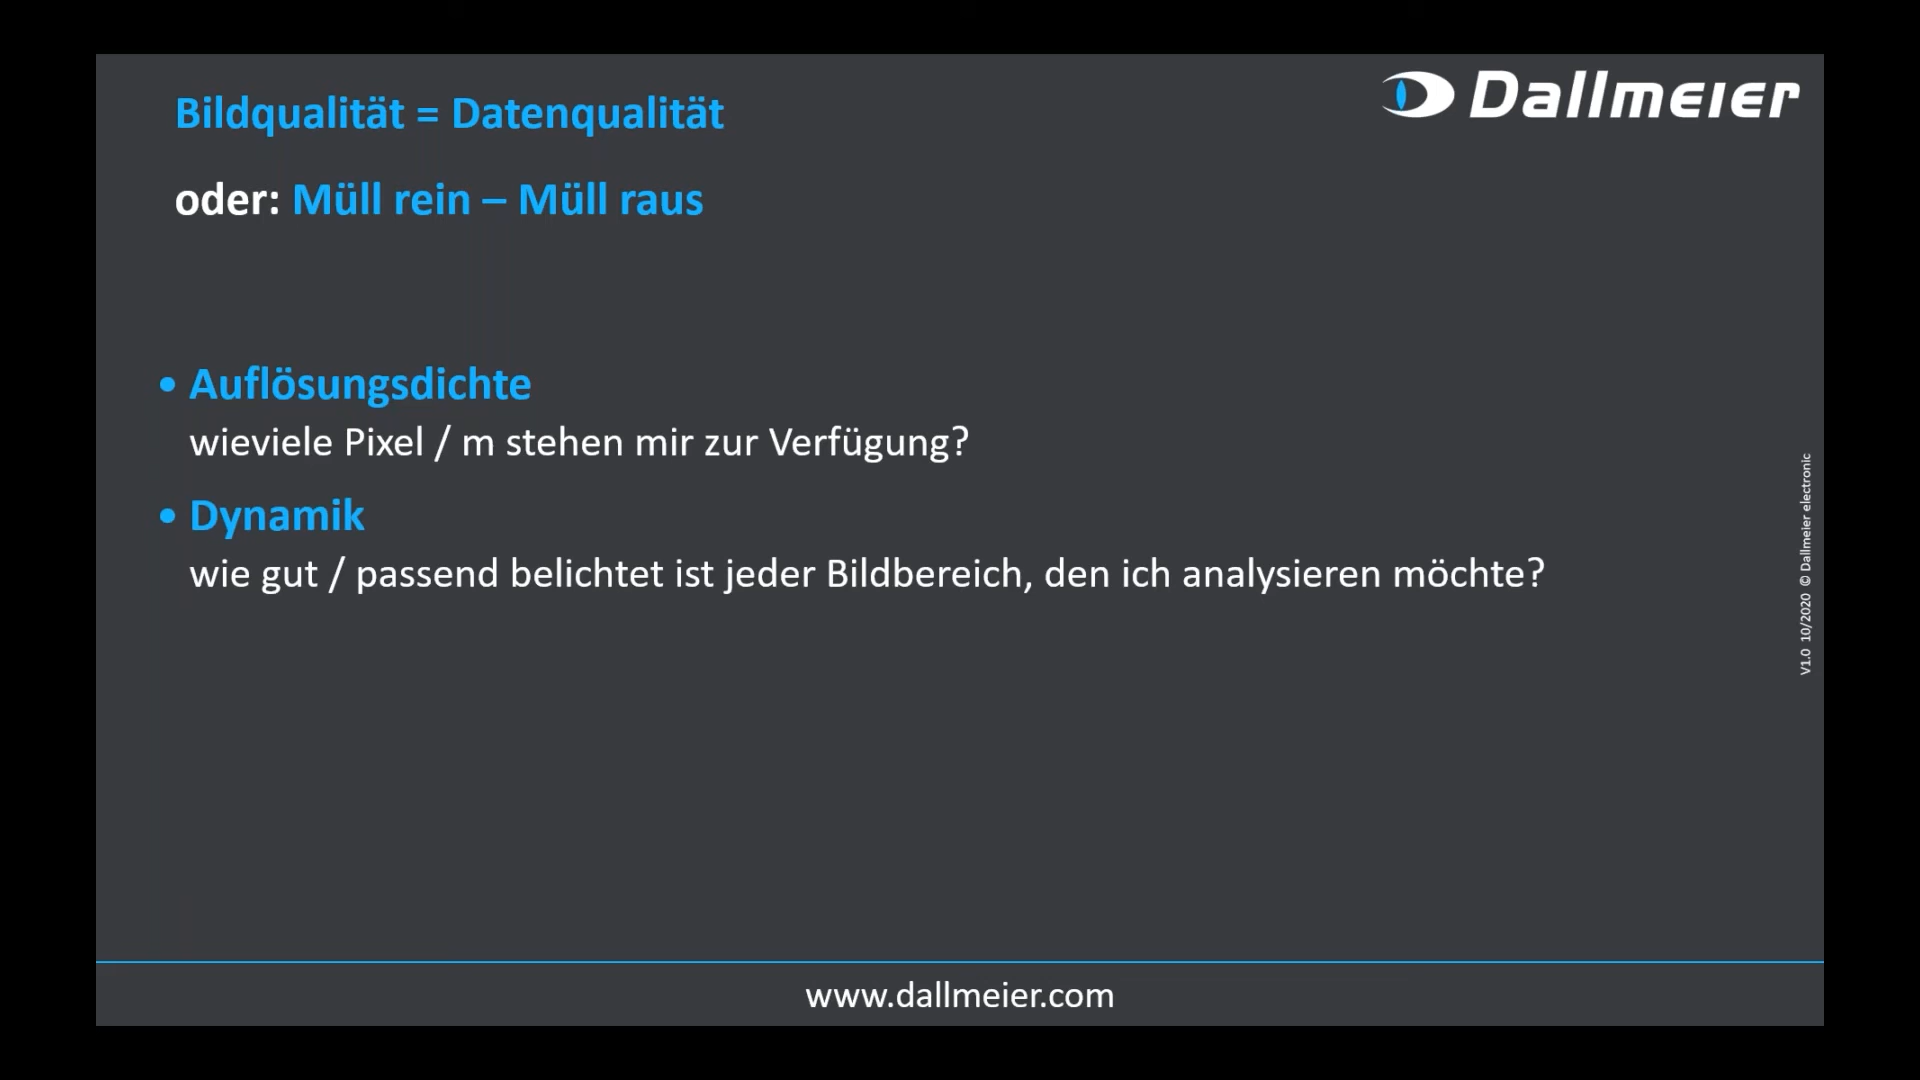 Dallmeier
Bildqualität = Datenqualität
oder: Müll rein – Müll raus
• Auflösungsdichte
wieviele Pixel / m stehen mir zur Verfügung?
• Dynamik
wie gut / passend belichtet ist jeder Bildbereich, den ich analysieren möchte?
V1.0 10/2020 © Dallmeier electronic
www.dallmeier.com